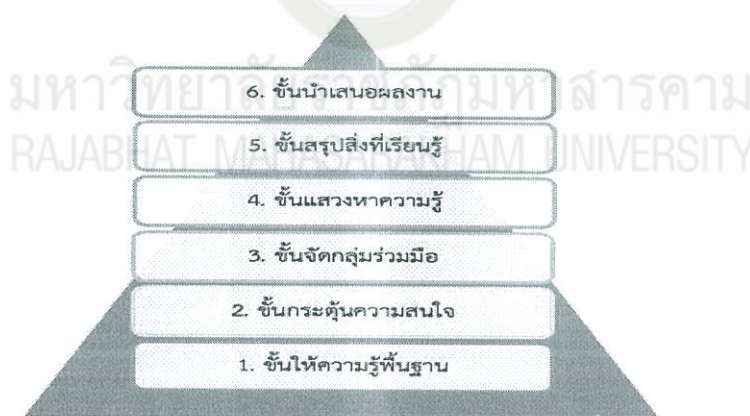 6. ขั้นนำเสนอผลงาน
มหาวิทยาลัยราชภัฏมหาสารคาม
5. ขั้นสรุปสิ่งที่เรียนรู้
RAJABHAT MAHASARAKHAM UNIVERSITY
4. ขั้นแสวงหาความรู้
3. ขั้นจัดกลุ่มร่วมมือ
2. ขั้นกระตุ้นความสนใจ
1. ขั้นให้ความรู้พื้นฐาน